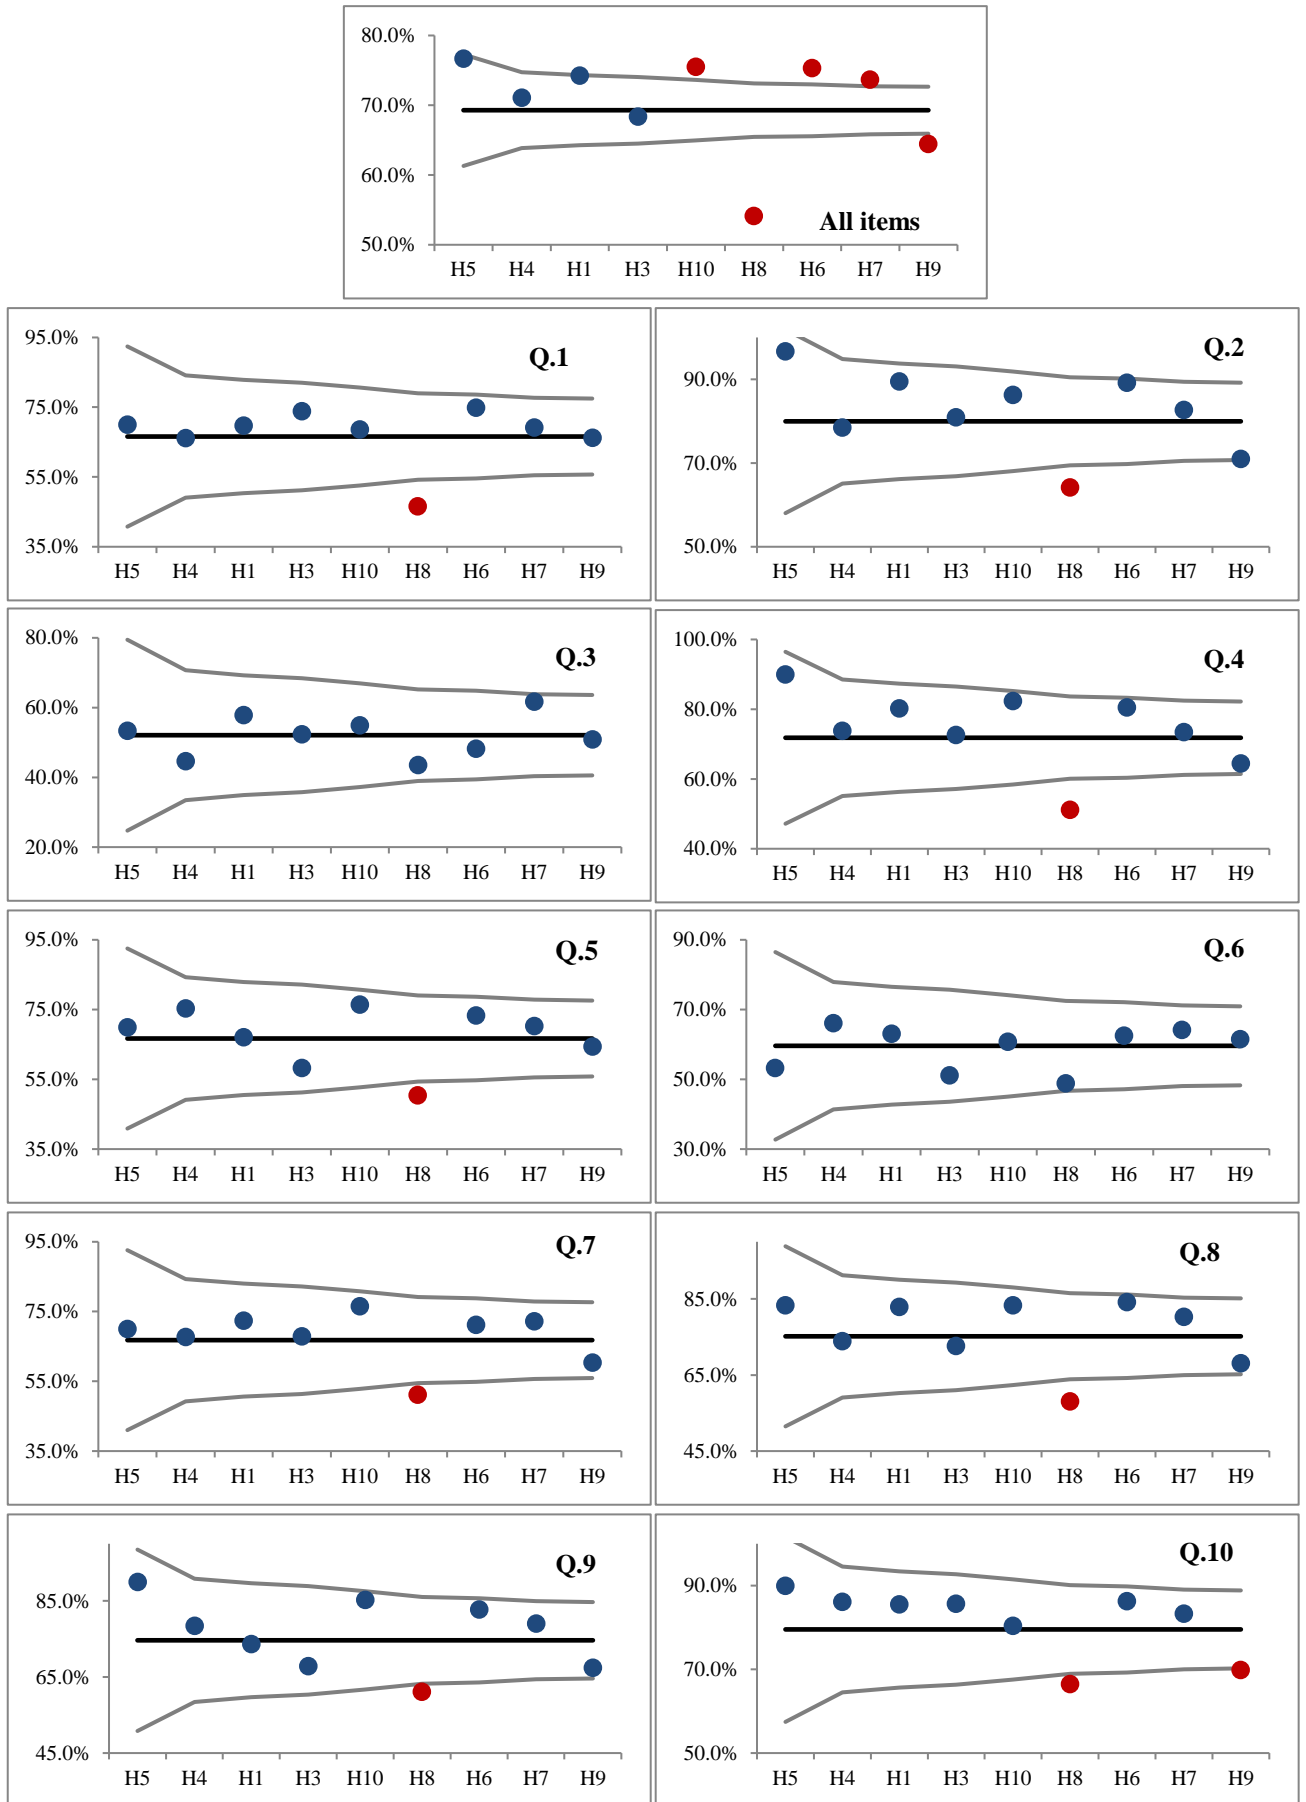 80.0%
70.0%
60.0%
50.0%
All items
H5 H4 H1 H3 H10 H8 H6 H7 H9
95.0%
75.0%
55.0%
35.0%
Q.1
H5 H4 H1 H3 H10 H8 H6 H7 H9
90.0%
70.0%
50.0%
Q.2
H5 H4 H1 H3 H10 H8 H6 H7 H9
80.0%
60.0%
40.0%
20.0%
Q.3
H5 H4 H1 H3 H10 H8 H6 H7 H9
100.0%
80.0%
60.0%
40.0%
Q.4
H5 H4 H1 H3 H10 H8 H6 H7 H9
95.0%
75.0%
55.0%
35.0%
Q.5
H5 H4 H1 H3 H10 H8 H6 H7 H9
90.0%
70.0%
50.0%
30.0%
Q.6
H5 H4 H1 H3 H10 H8 H6 H7 H9
95.0%
75.0%
55.0%
35.0%
Q.7
H5 H4 H1 H3 H10 H8 H6 H7 H9
85.0%
65.0%
45.0%
Q.8
H5 H4 H1 H3 H10 H8 H6 H7 H9
85.0%
65.0%
45.0%
Q.9
H5 H4 H1 H3 H10 H8 H6 H7 H9
90.0%
70.0%
50.0%
Q.10
H5 H4 H1 H3 H10 H8 H6 H7 H9